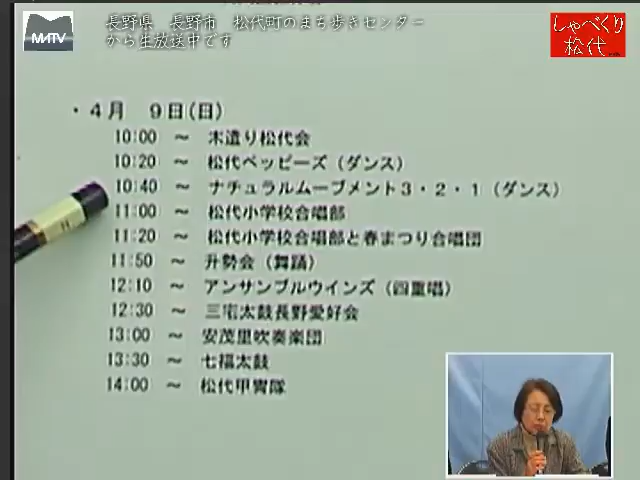 MATV
長野県　長野市　松代町のまち歩きセンター
から生放送中です
しゃべくり
松代
・４月　９日(日)
10:00　～　木遣り松代会
10:20　～　松代ペッピーズ（ダンス）
10:40　～　ナチュラルムーブメント３・２・１（ダンス）
11:00　～　松代小学校合唱部
11:20　～　松代小学校合唱部と春まつり合唱団
11:50　～　升勢会（舞踊）
12:10　～　アンサンブルウインズ（四重唱）
12:30　～　三宅太鼓長野愛好会
13:00　～　安茂里吹奏楽団
13:30　～　七福太鼓
14:00　～　松代甲冑隊